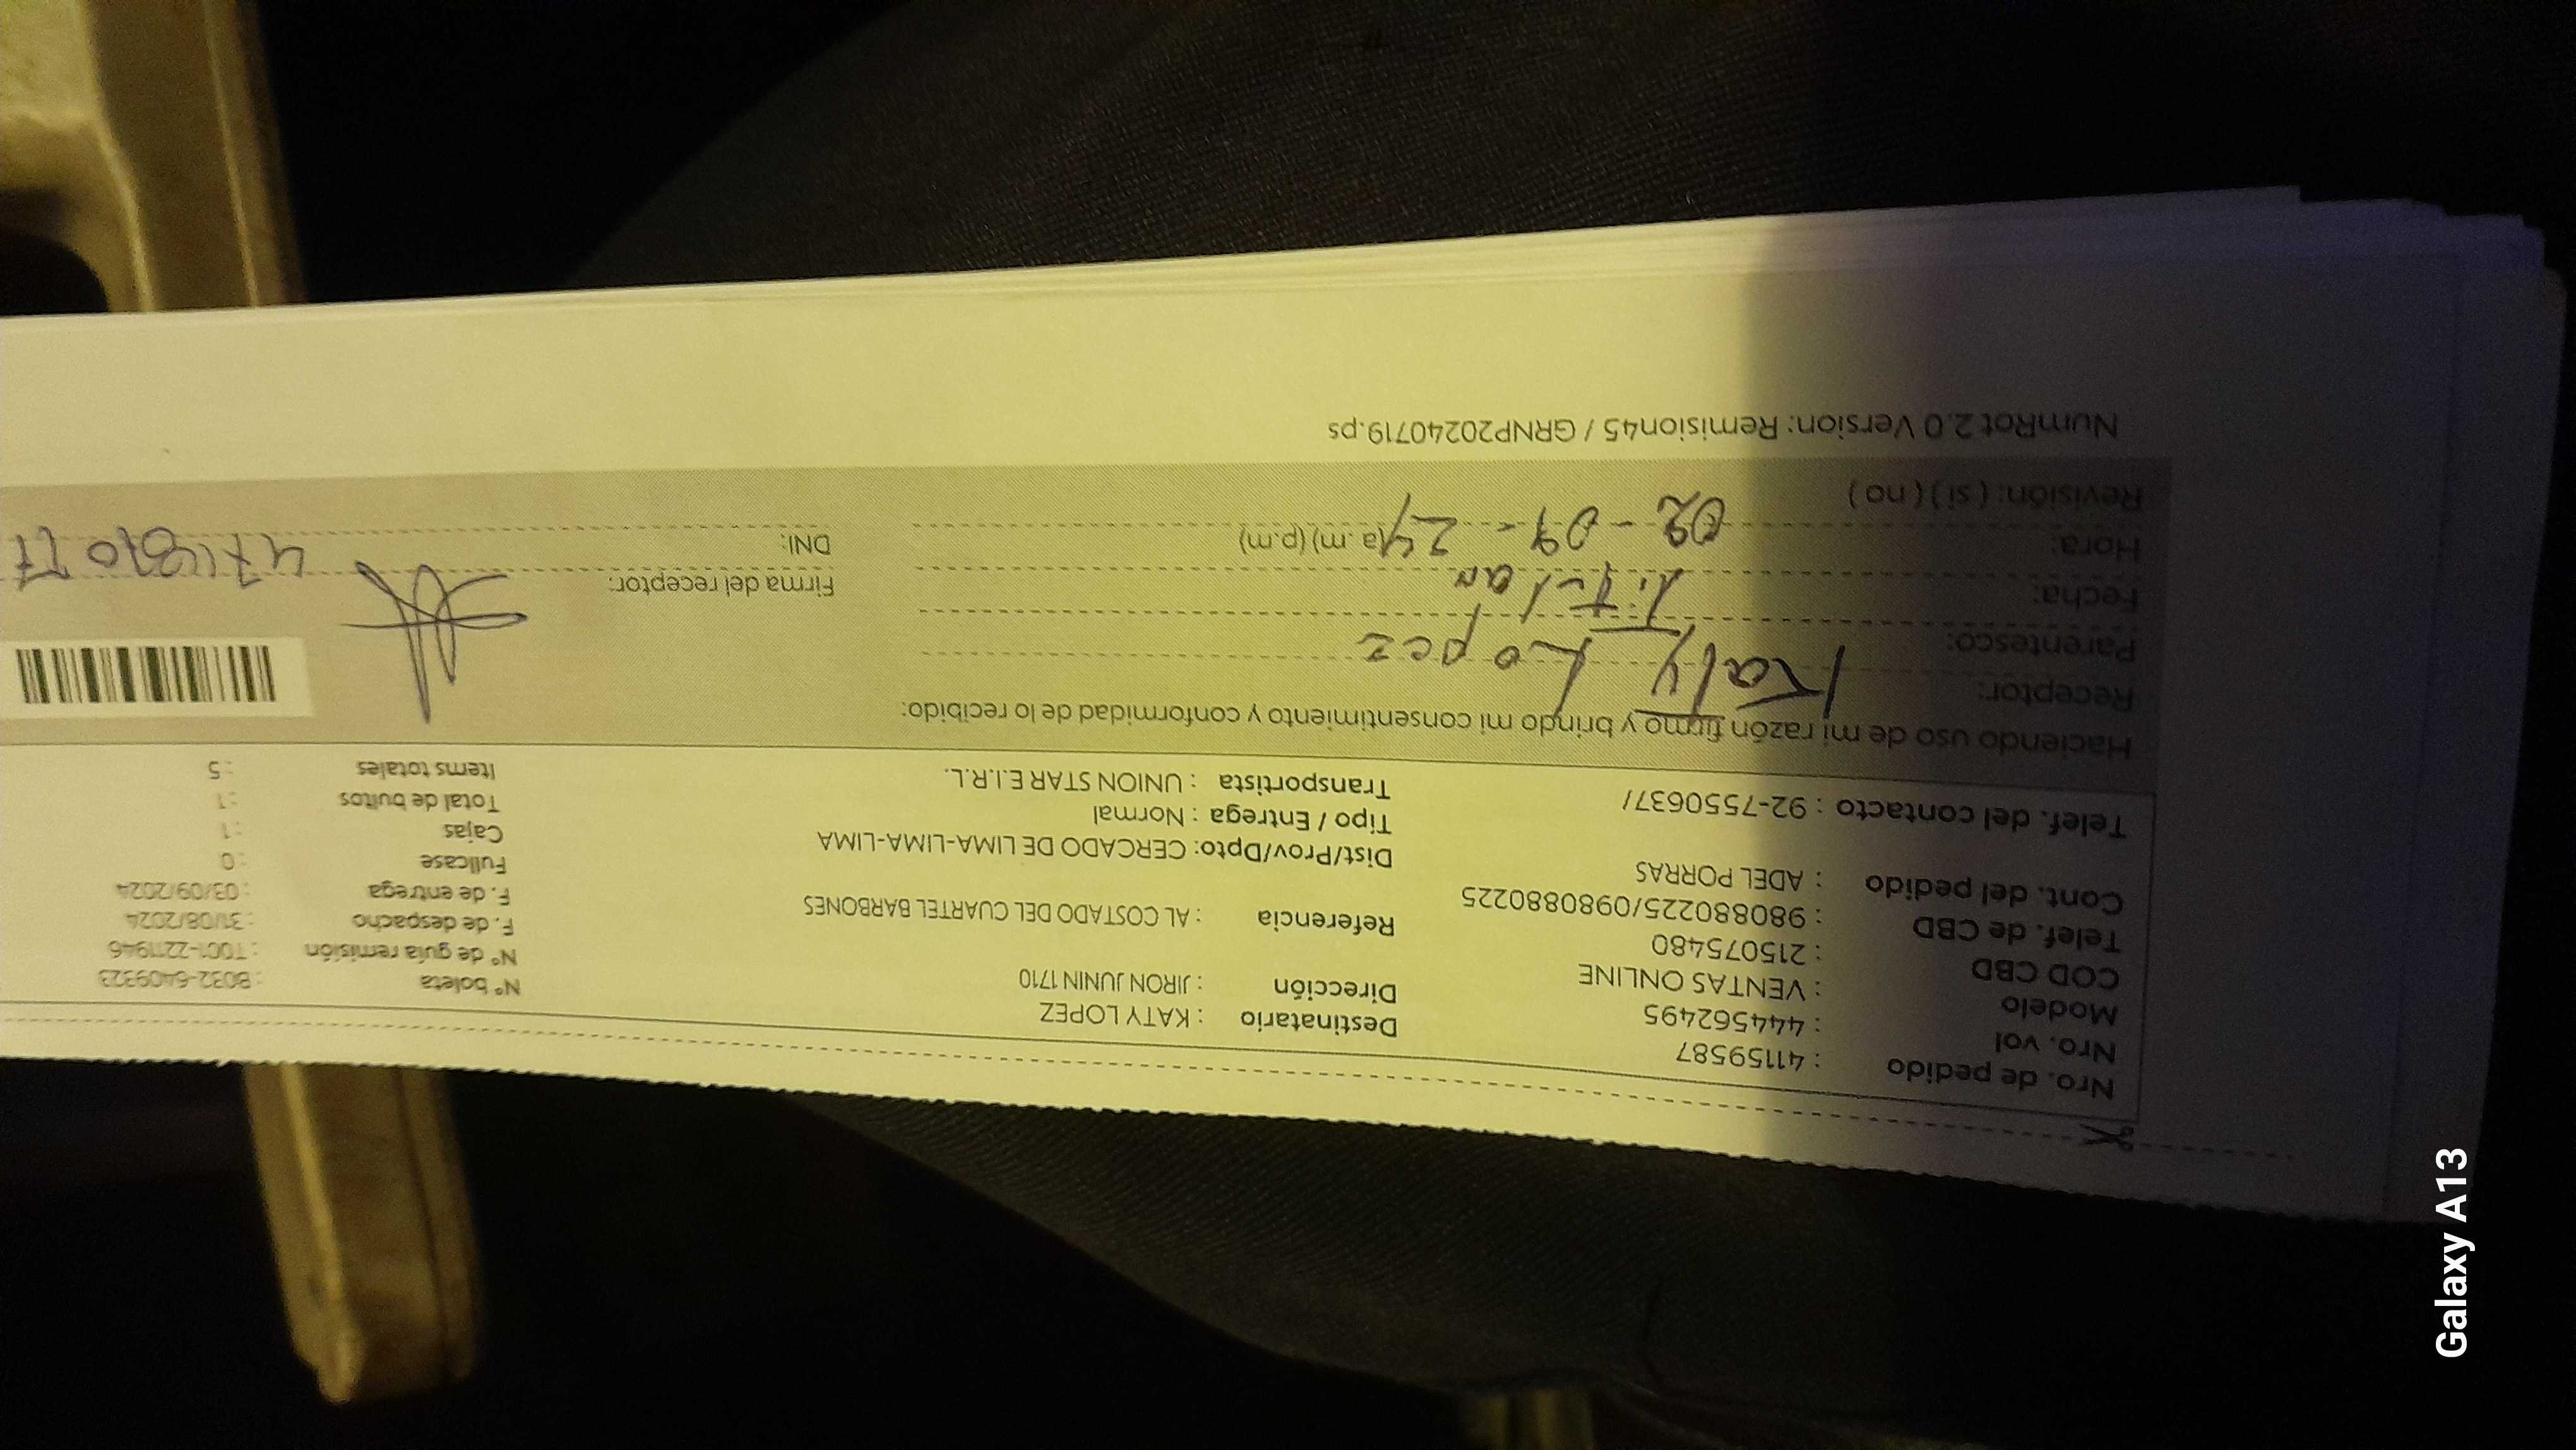 Nro. de pedido : 41159587
Nro. vol : 444562495
Modelo : VENTAS ONLINE
COD CBD : 215075480
Telef. de CBD : 980880225/0980880225
Cont. del pedido : ADEL PORRAS
Telef. del contacto : 92-7550637/
Destinatario : KATY LOPEZ
Dirección : JIRON JUNIN 1710
Referencia : AL COSTADO DEL CUARTEL BARBONES
Dist/Prov/Dpto: CERCADO DE LIMA-LIMA-LIMA
Tipo / Entrega : Normal
Transportista : UNION STAR E.I.R.L.
N° boleta : B032-6409323
N° de guía remisión : T001-2211946
F. de despacho : 31/08/2024
F. de entrega : 03/09/2024
Fullcase : 0
Cajas : 1
Total de bultos : 1
Items totales : 5
Haciendo uso de mi razón firmo y brindo mi consentimiento y conformidad de lo recibido:
Receptor: Katy Lopez
Parentesco: titular
Fecha: 02-09-24
Hora: (a.m) (p.m)
Revisión: ( si ) ( no )
Firma del receptor:
DNI:
NumRot 2.0 Version: Remision45 / GRNP20240719.ps
Galaxy A13